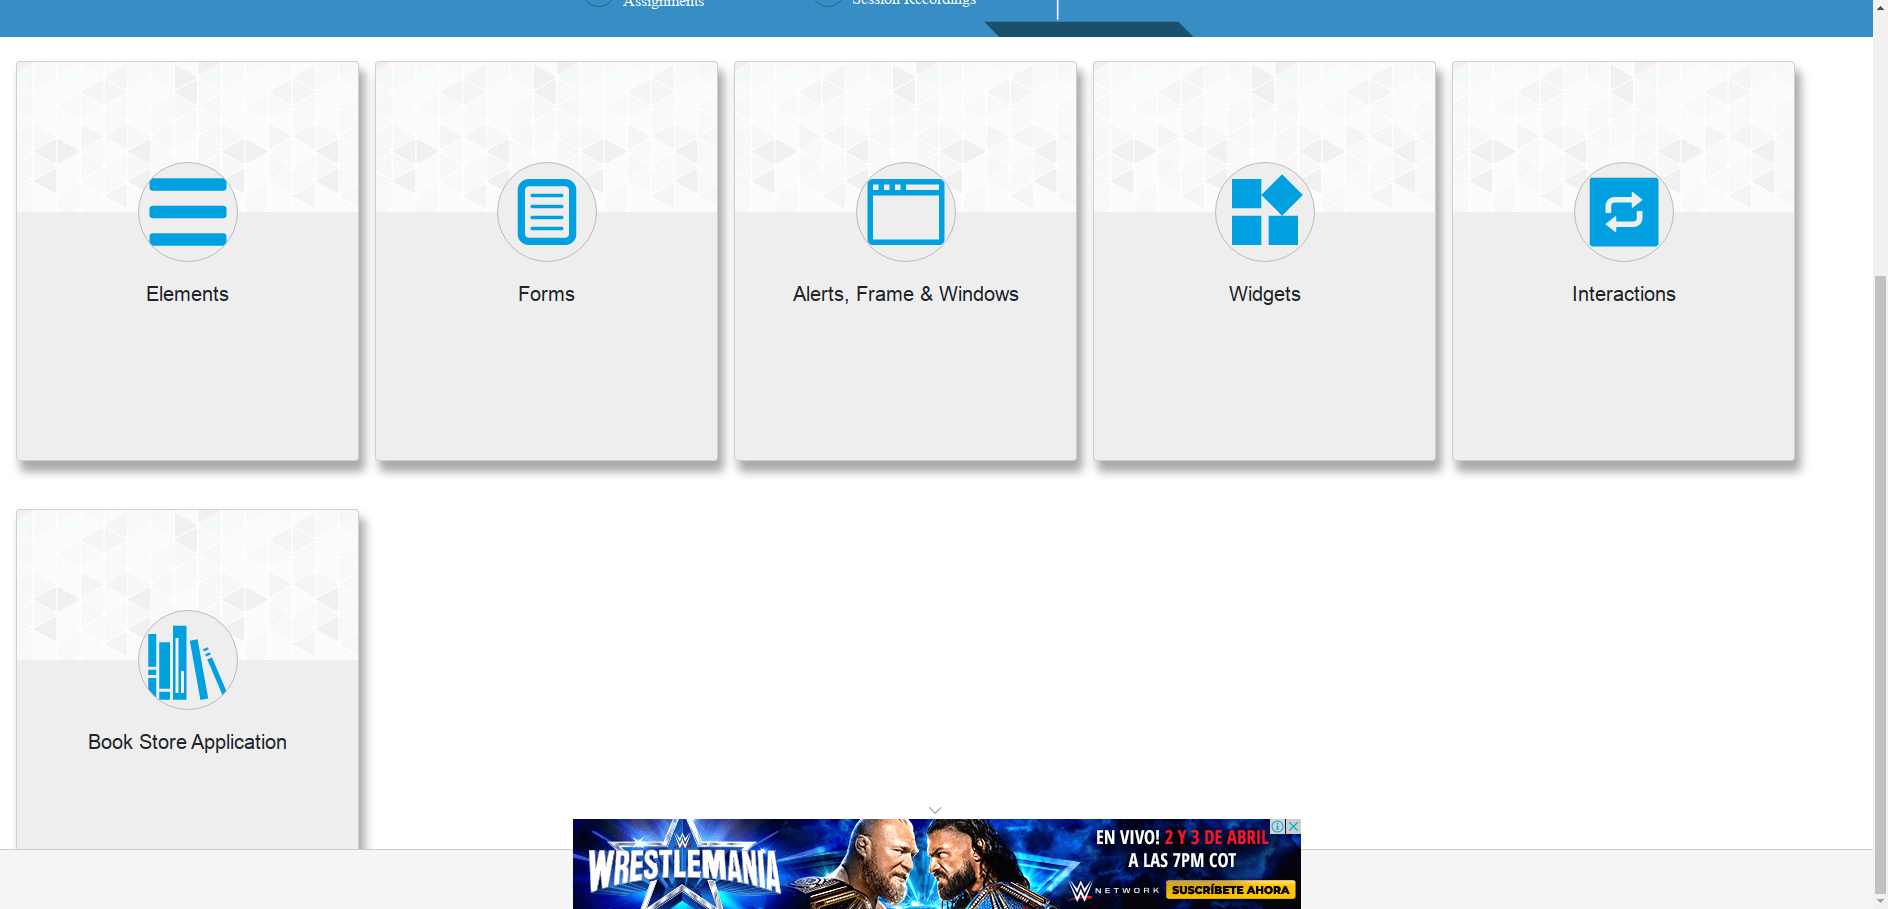 Assignments
Session Recordings
Elements
Forms
Alerts, Frame & Windows
Widgets
Interactions
Book Store Application
WRESTLEMANIA
EN VIVO! 2 Y 3 DE ABRIL
A LAS 7PM COT
W NETWORK
SUSCRÍBETE AHORA